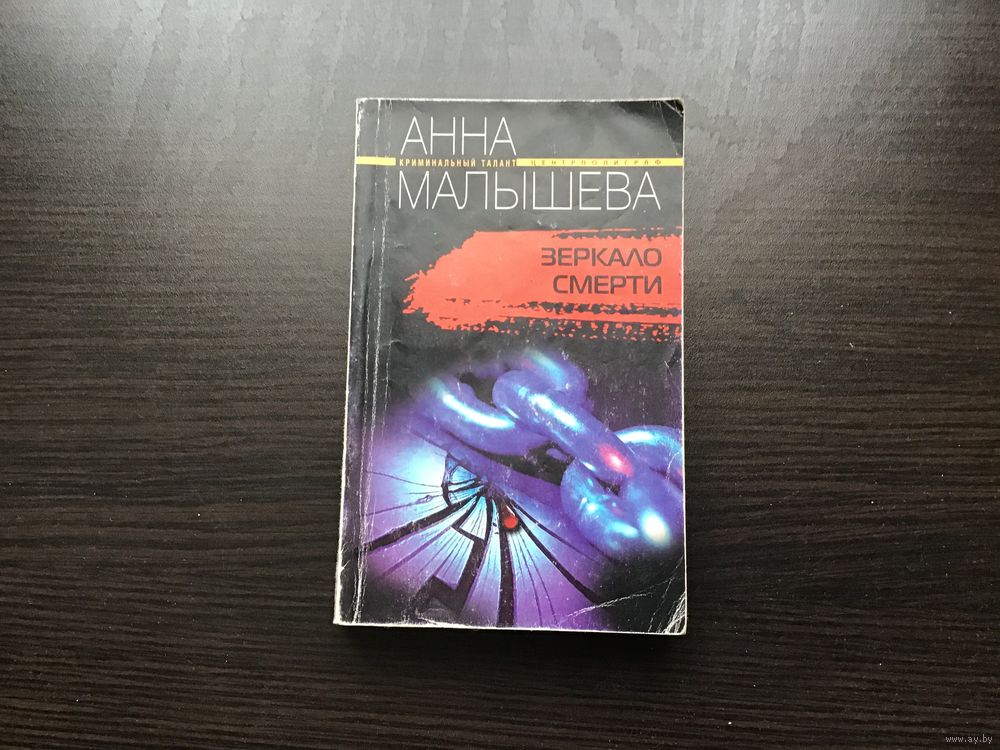 АННА
КРИМИНАЛЬНЫЙ ТАЛАНТ ЦЕНТРПОЛИГРАФ
МАЛЫШЕВА
ЗЕРКАЛО
СМЕРТИ
www.ay.by